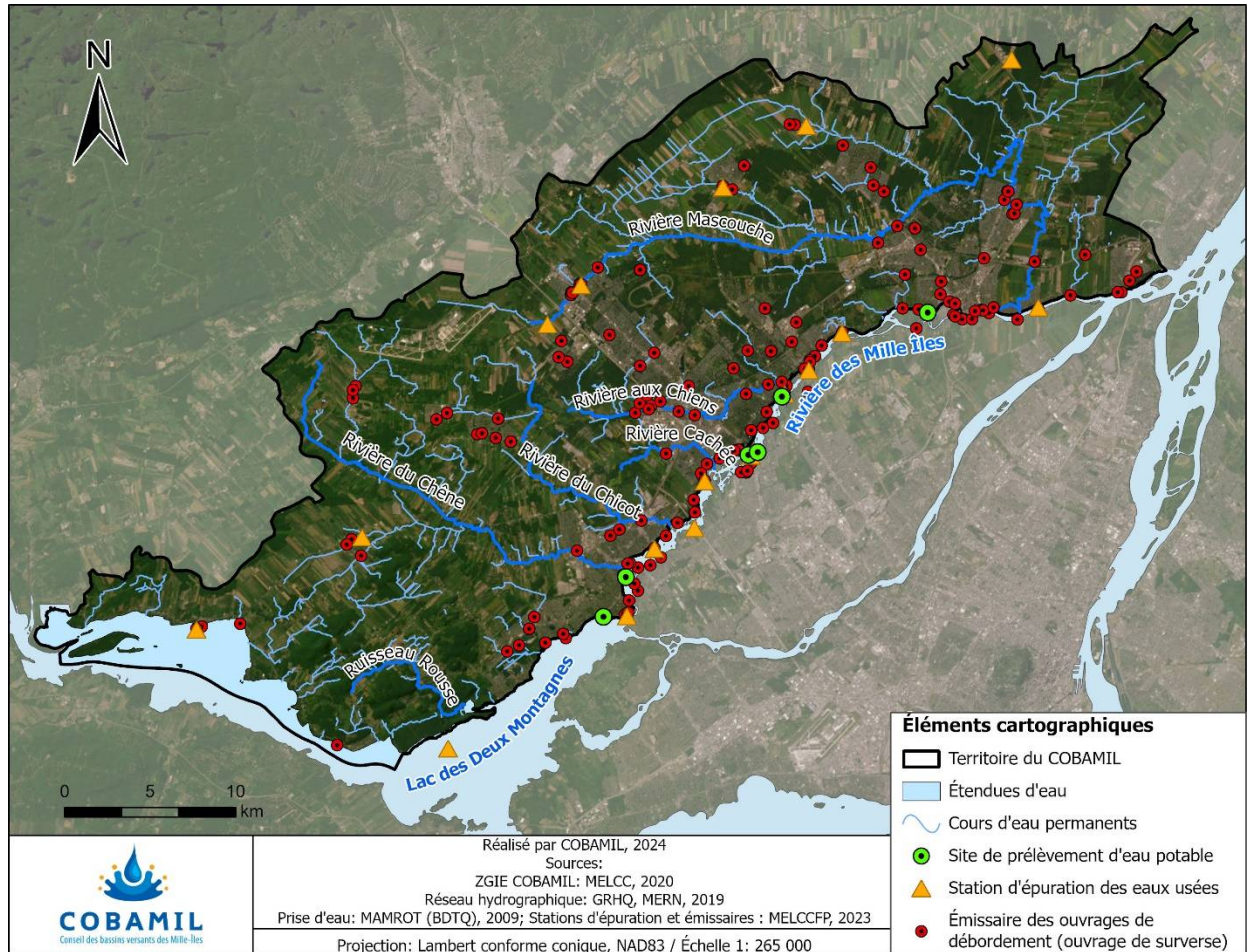 N
Rivière Mascouche
Rivière des Mille Îles
Rivière aux Chiens
Rivière Cachée
Rivière du Chicot
Rivière du Chêne
Ruisseau Rousse
Lac des Deux Montagnes
0 5 10
km
Éléments cartographiques
Territoire du COBAMIL
Étendues d'eau
Cours d'eau permanents
Site de prélèvement d'eau potable
Station d'épuration des eaux usées
Émissaire des ouvrages de
débordement (ouvrage de surverse)
COBAMIL
Conseil des bassins versants des Mille-Îles
Réalisé par COBAMIL, 2024
Sources:
ZGIE COBAMIL: MELCC, 2020
Réseau hydrographique: GRHQ, MERN, 2019
Prise d'eau: MAMROT (BDTQ), 2009; Stations d'épuration et émissaires : MELCCFP, 2023
Projection: Lambert conforme conique, NAD83 / Échelle 1: 265 000